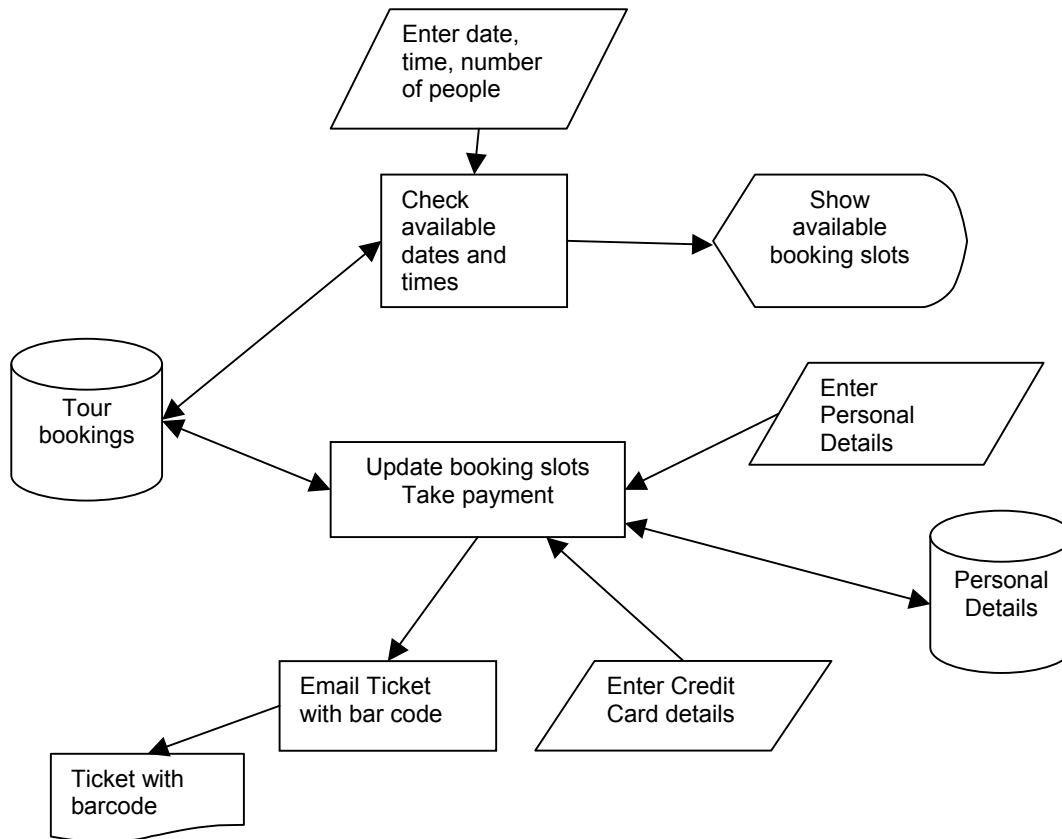 Enter date,
time, number
of people
Check
available
dates and
times
Show
available
booking slots
Tour
bookings
Enter
Personal
Details
Update booking slots
Take payment
Personal
Details
Email Ticket
with bar code
Enter Credit
Card details
Ticket with
barcode